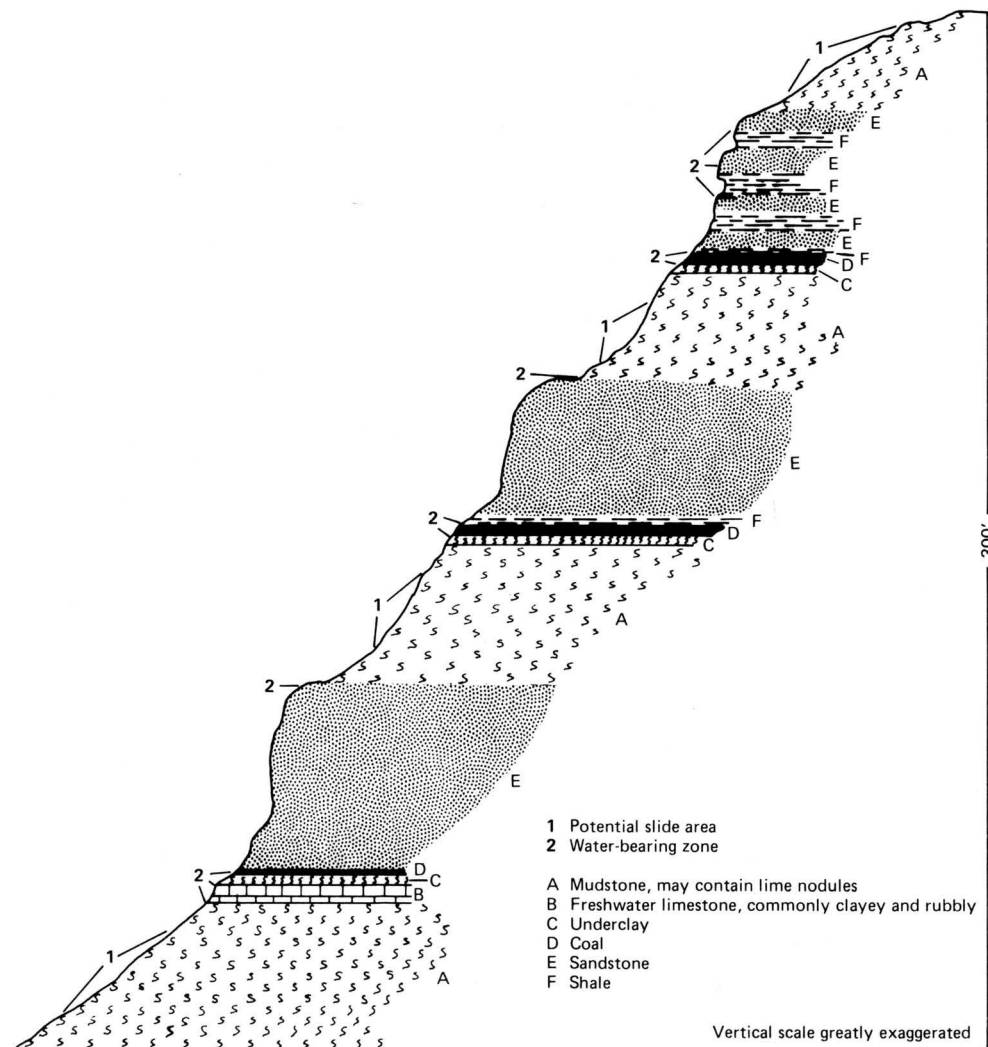 1
A
E
F
2
E
F
E
F
E
2
F
D
C
1
A
2
E
2
F
D
C
1
A
2
E
D
2
C
B
1
A
1 Potential slide area
2 Water-bearing zone
A Mudstone, may contain lime nodules
B Freshwater limestone, commonly clayey and rubbly
C Underclay
D Coal
E Sandstone
F Shale
Vertical scale greatly exaggerated